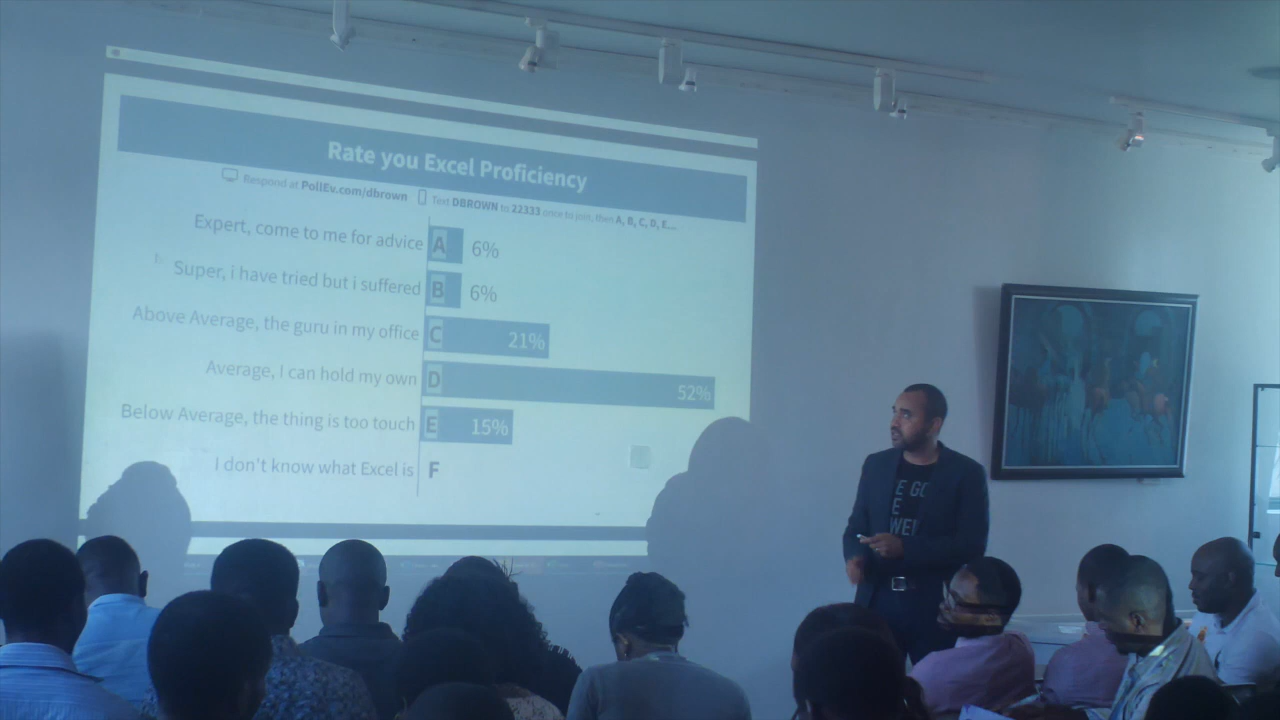 Rate you Excel Proficiency
Respond at PollEv.com/dbrown Text DBROWN to 22333 once to join, then A, B, C, D, E...
Expert, come to me for advice A 6%
Super, i have tried but i suffered B 6%
Above Average, the guru in my office C 21%
Average, I can hold my own D 52%
Below Average, the thing is too touch E 15%
I don't know what Excel is F
E GO
E
WE